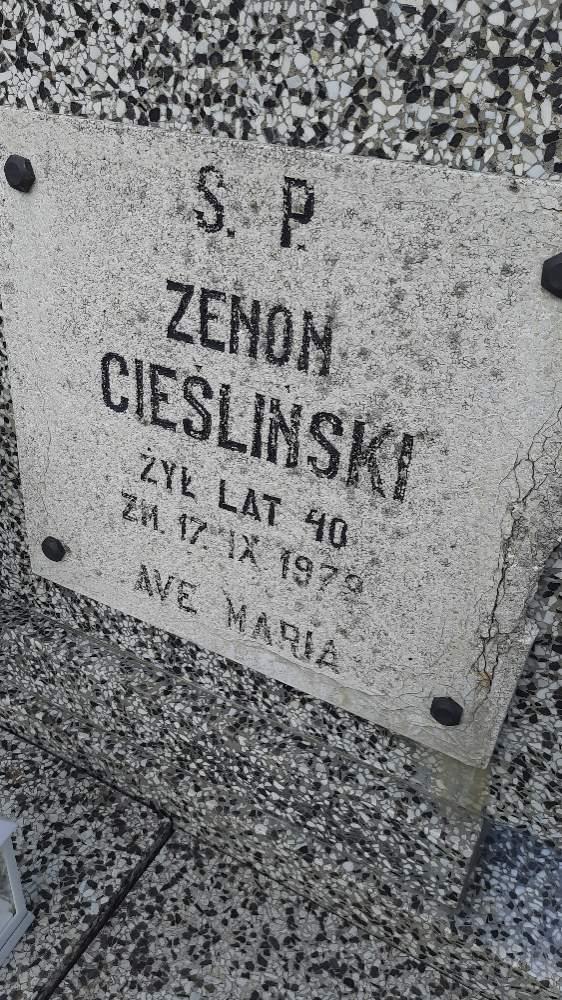 Ś. P.
ZENON
CIEŚLIŃSKI
ŻYŁ LAT 40
ZM. 17. IX 1979
AVE MARIA